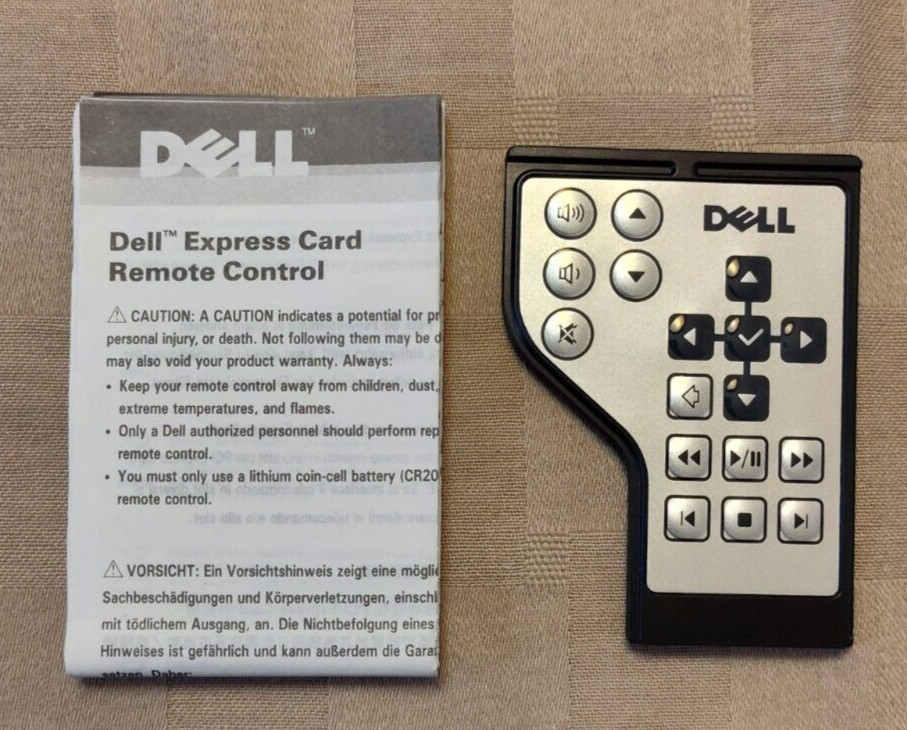 DELL™
Dell™ Express Card
Remote Control
⚠ CAUTION: A CAUTION indicates a potential for
personal injury, or death. Not following them may be
may also void your product warranty. Always:
• Keep your remote control away from children, dust,
extreme temperatures, and flames.
• Only a Dell authorized personnel should perform
remote control.
• You must only use a lithium coin-cell battery (CR20
remote control.
⚠ VORSICHT: Ein Vorsichtshinweis zeigt eine
Sachbeschädigungen und Körperverletzungen,
mit tödlichem Ausgang, an. Die Nichtbefolgung eines
Hinweises ist gefährlich und kann außerdem die
setzen. Daher:
DELL